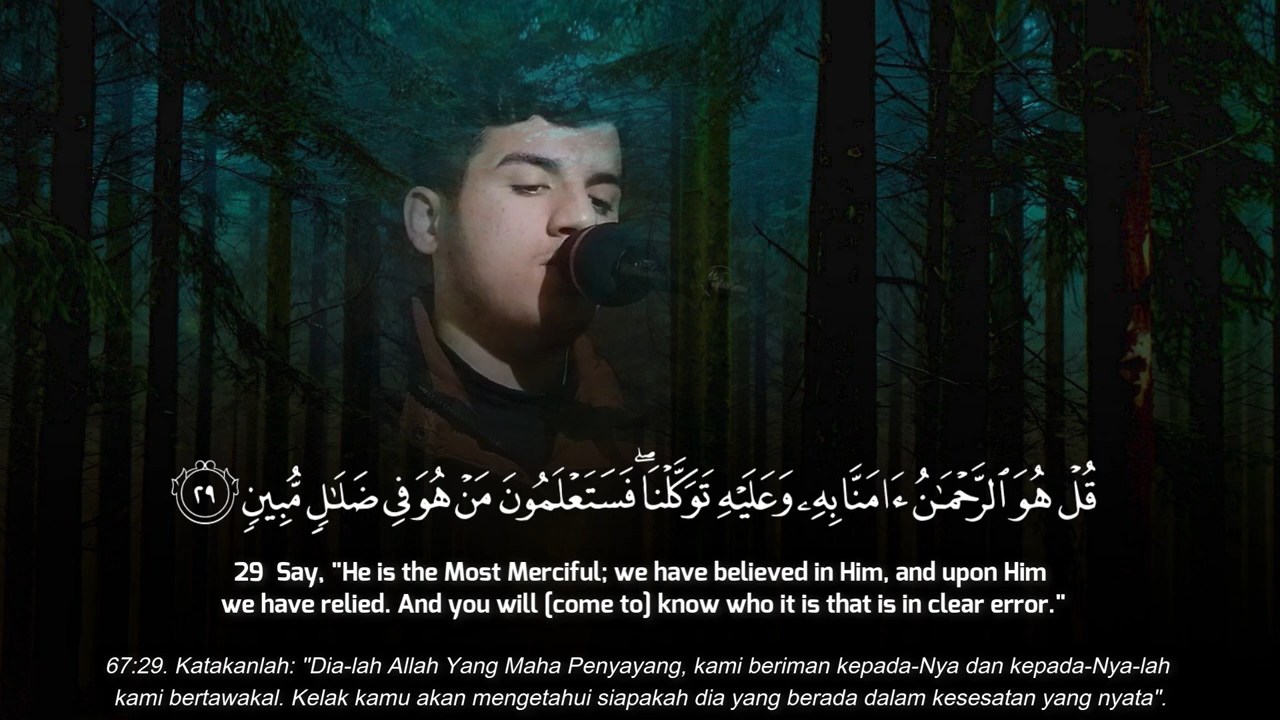 قُلْ هُوَ ٱلرَّحْمَـٰنُ ءَامَنَّا بِهِۦ وَعَلَيْهِ تَوَكَّلْنَا ۖ فَسَتَعْلَمُونَ مَنْ هُوَ فِى ضَلَـٰلٍ مُّبِينٍ ٢٩
29 Say, "He is the Most Merciful; we have believed in Him, and upon Him
we have relied. And you will (come to) know who it is that is in clear error."
67:29. Katakanlah: "Dia-lah Allah Yang Maha Penyayang, kami beriman kepada-Nya dan kepada-Nya-lah
kami bertawakal. Kelak kamu akan mengetahui siapakah dia yang berada dalam kesesatan yang nyata".